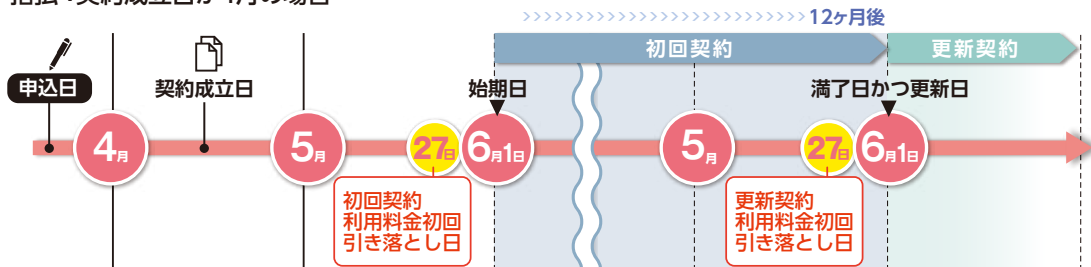 12ヶ月後
初回契約
更新契約
申込日
契約成立日
始期日
満了日かつ更新日
4月
5月
27日
6月1日
5月
27日
6月1日
初回契約
利用料金初回
引き落とし日
更新契約
利用料金初回
引き落とし日